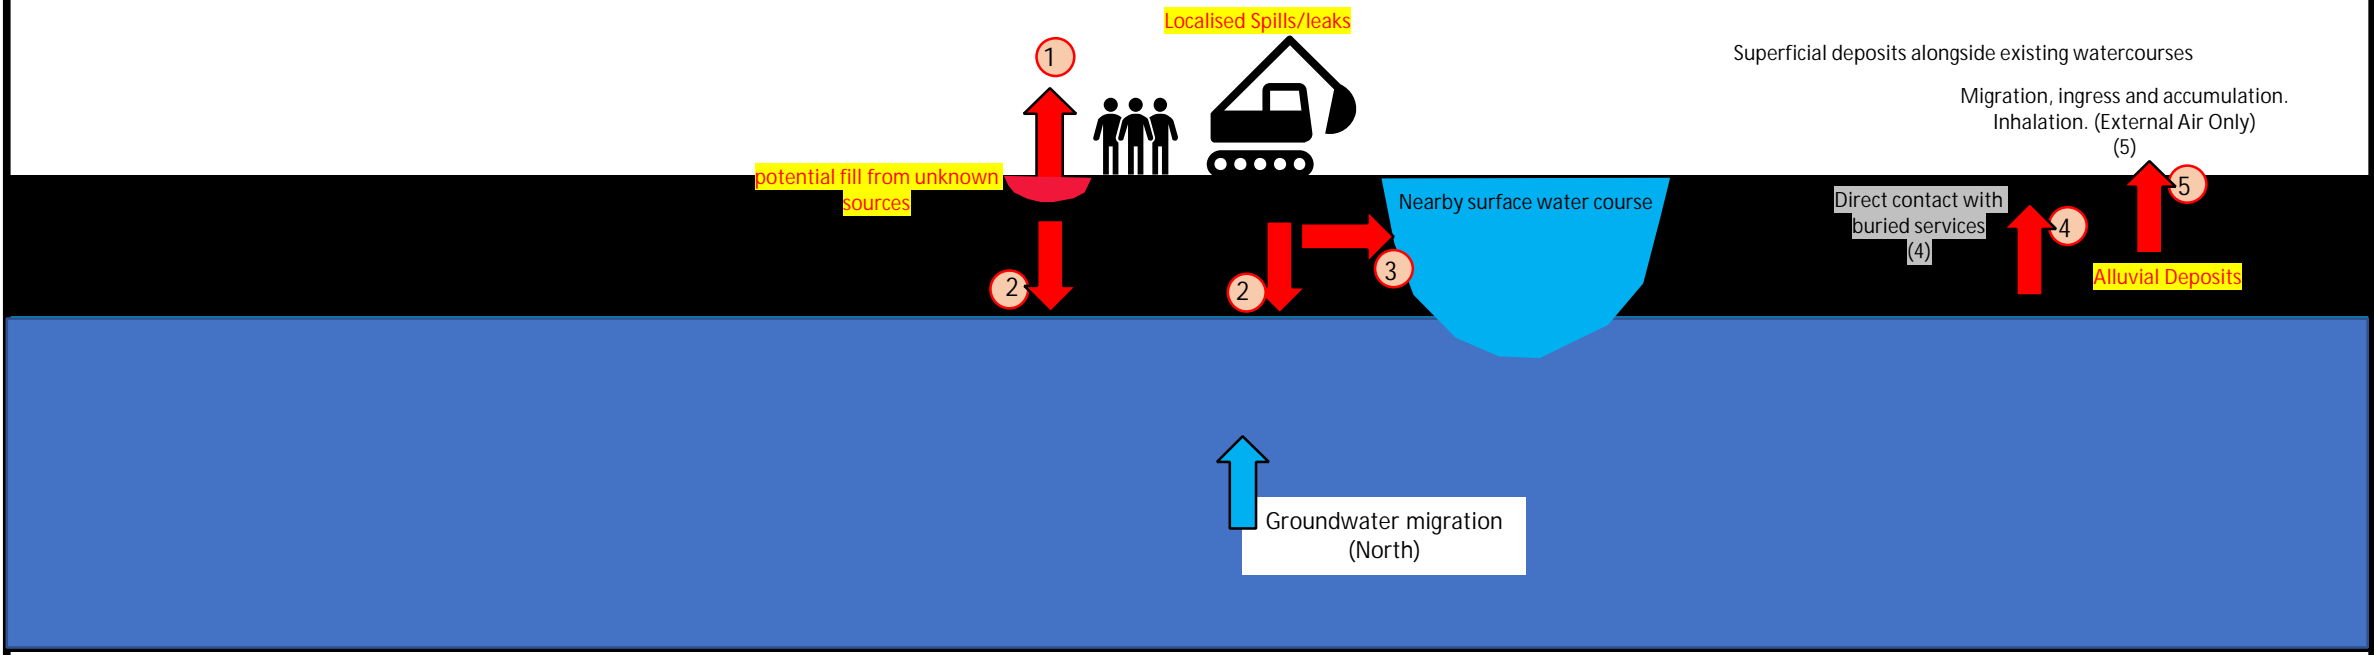 Localised Spills/leaks
1
Superficial deposits alongside existing watercourses
Migration, ingress and accumulation.
Inhalation. (External Air Only)
(5)
potential fill from unknown
sources
Nearby surface water course
Direct contact with
buried services
(4)
5
4
2
2
3
Alluvial Deposits
Groundwater migration
(North)